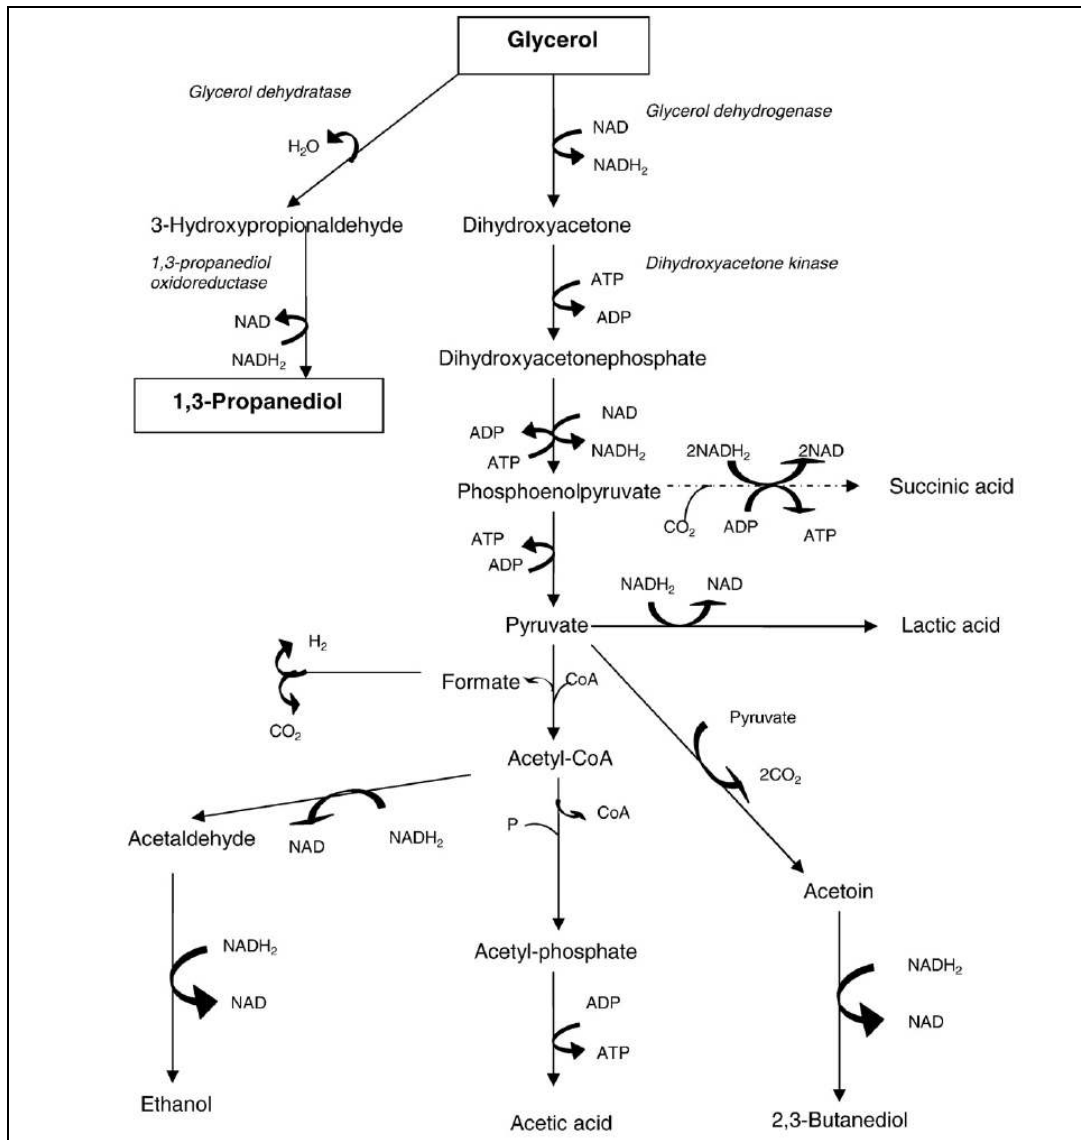 Glycerol
Glycerol dehydratase
Glycerol dehydrogenase
NAD
H₂O
NADH₂
3-Hydroxypropionaldehyde
Dihydroxyacetone
1,3-propanediol
oxidoreductase
Dihydroxyacetone kinase
ATP
NAD
ADP
NADH₂
Dihydroxyacetonephosphate
1,3-Propanediol
NAD
ADP
NADH₂
ATP
2NADH₂
2NAD
Phosphoenolpyruvate
Succinic acid
CO₂
ADP
ATP
ATP
ADP
NADH₂
NAD
Pyruvate
Lactic acid
H₂
Formate
CoA
CO₂
Pyruvate
Acetyl-CoA
2CO₂
CoA
P
Acetaldehyde
NAD
NADH₂
Acetoin
NADH₂
Acetyl-phosphate
NADH₂
NAD
ADP
NAD
ATP
Ethanol
Acetic acid
2,3-Butanediol